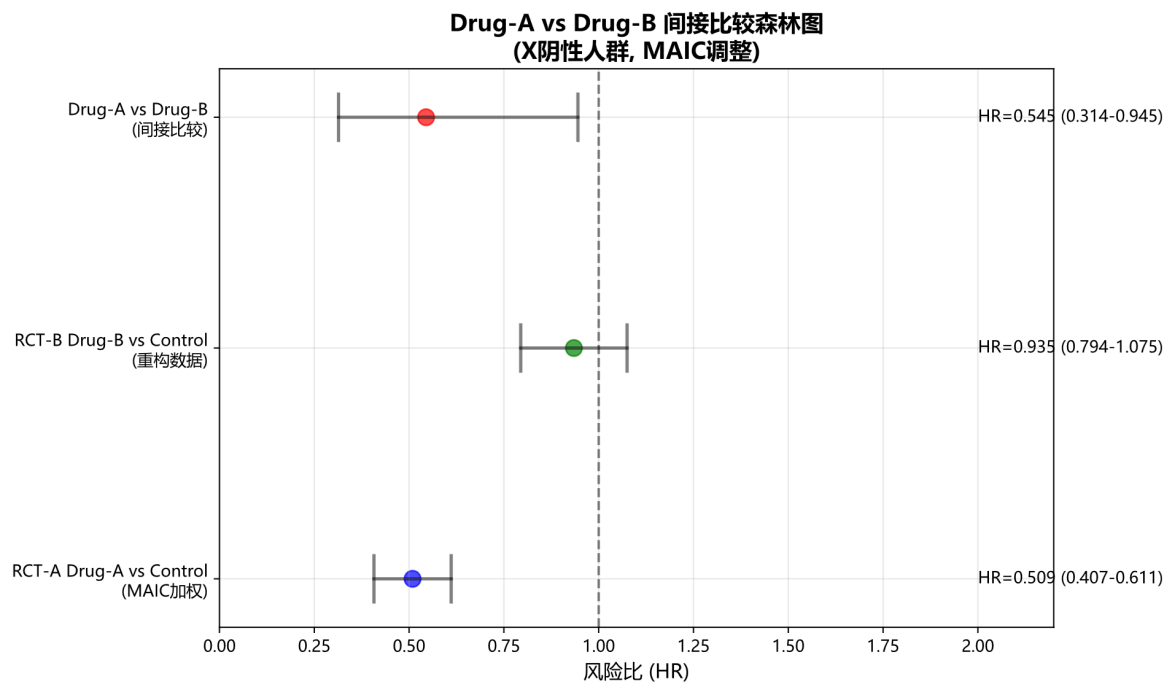 Drug-A vs Drug-B 间接比较森林图
(X阴性人群, MAIC调整)
Drug-A vs Drug-B
(间接比较)
HR=0.545 (0.314-0.945)
RCT-B Drug-B vs Control
(重构数据)
HR=0.935 (0.794-1.075)
RCT-A Drug-A vs Control
(MAIC加权)
HR=0.509 (0.407-0.611)
0.00 0.25 0.50 0.75 1.00 1.25 1.50 1.75 2.00
风险比 (HR)